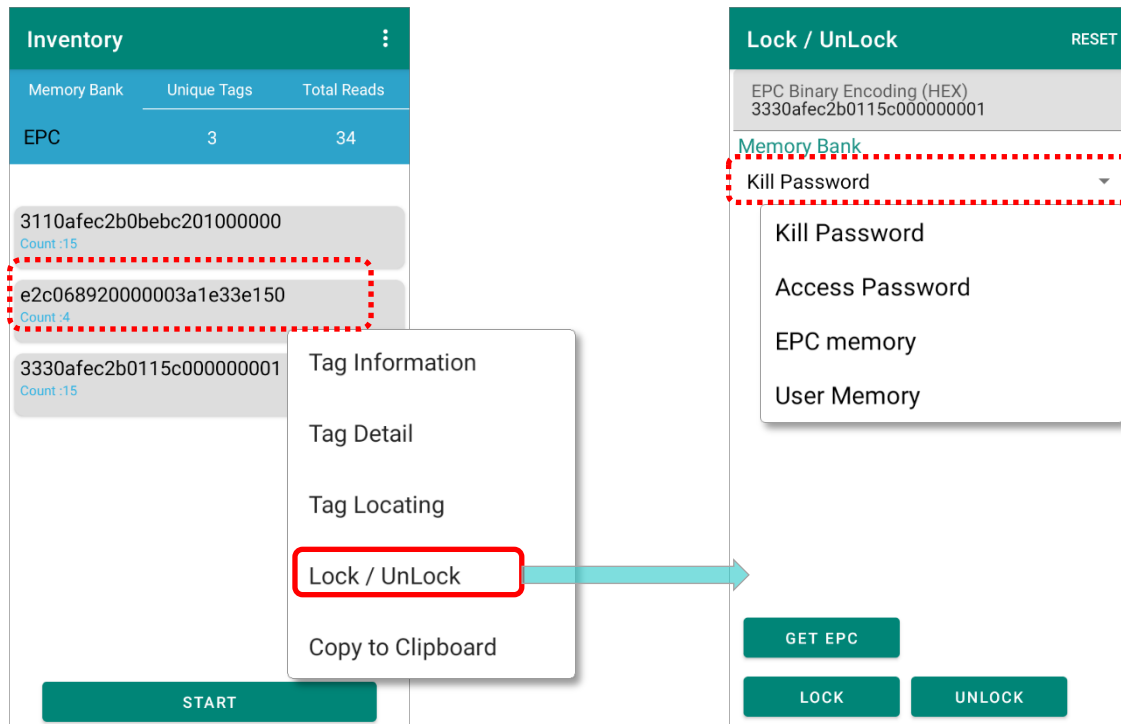 Inventory
Memory Bank Unique Tags Total Reads
EPC 3 34
3110afec2b0bebc201000000
Count :15
e2c068920000003a1e33e150
Count :4
3330afec2b0115c000000001
Count :15
Tag Information
Tag Detail
Tag Locating
Lock / UnLock
Copy to Clipboard
START
Lock / UnLock RESET
EPC Binary Encoding (HEX)
3330afec2b0115c000000001
Memory Bank
Kill Password
Kill Password
Access Password
EPC memory
User Memory
GET EPC
LOCK UNLOCK